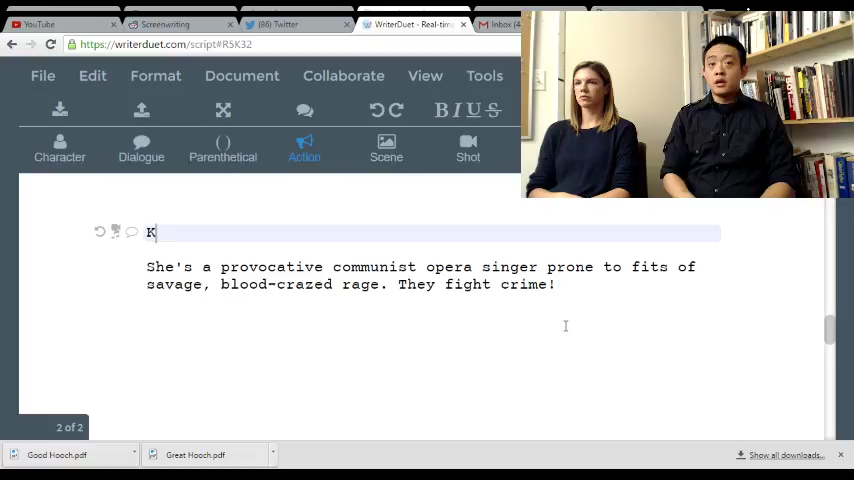 YouTube
Screenwriting
(86) Twitter
WriterDuet - Real-time
Inbox (4
https://writerduet.com/script#R5K32
File Edit Format Document Collaborate View Tools
B I U S
Character Dialogue Parenthetical Action Scene Shot
K
She's a provocative communist opera singer prone to fits of
savage, blood-crazed rage. They fight crime!
2 of 2
Good Hooch.pdf
Great Hooch.pdf
Show all downloads...